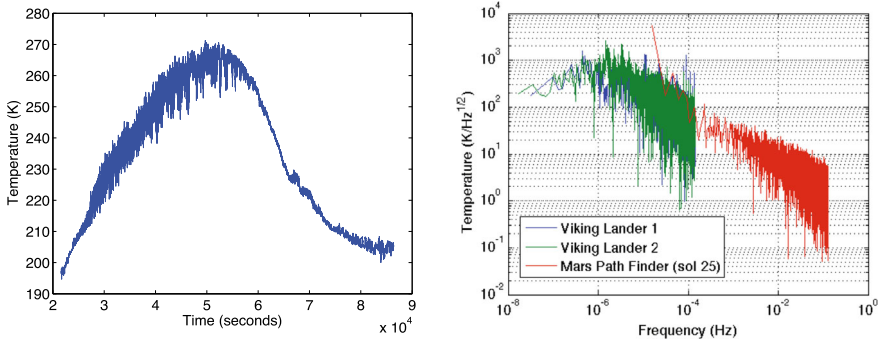 280
270
260
250
240
230
220
210
200
190
Temperature (K)
2 3 4 5 6 7 8 9
Time (seconds)
x 10^4
10^4
10^3
10^2
10^1
10^0
10^-1
10^-2
Temperature (K/Hz^1/2)
Viking Lander 1
Viking Lander 2
Mars Path Finder (sol 25)
10^-8 10^-6 10^-4 10^-2 10^0
Frequency (Hz)